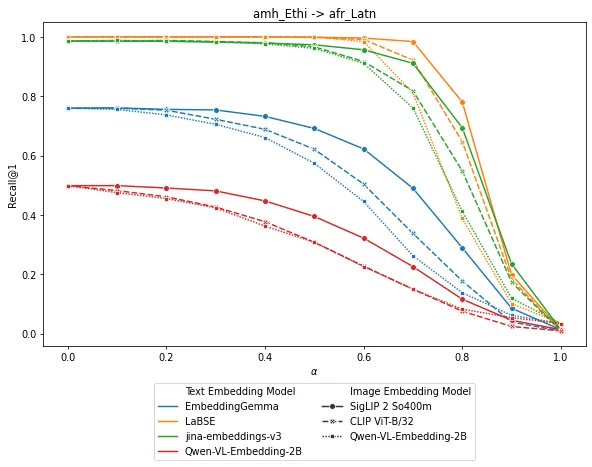 amh_Ethi -> afr_Latn
Recall@1
1.0
0.8
0.6
0.4
0.2
0.0
0.0 0.2 0.4 0.6 0.8 1.0
α
Text Embedding Model
EmbeddingGemma
LaBSE
jina-embeddings-v3
Qwen-VL-Embedding-2B
Image Embedding Model
SigLIP 2 So400m
CLIP ViT-B/32
Qwen-VL-Embedding-2B